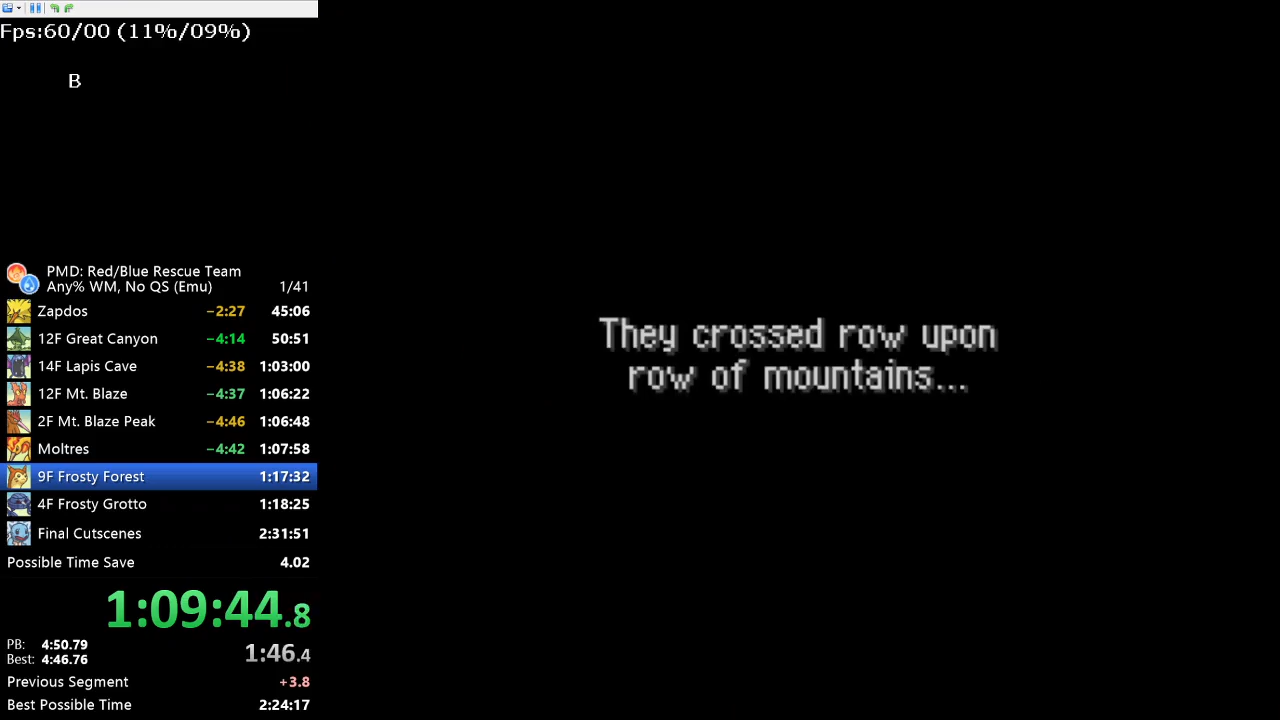 Fps:60/00 (11%/09%)
B
PMD: Red/Blue Rescue Team
Any% WM, No QS (Emu) 1/41
Zapdos −2:27 45:06
12F Great Canyon −4:14 50:51
14F Lapis Cave −4:38 1:03:00
12F Mt. Blaze −4:37 1:06:22
2F Mt. Blaze Peak −4:46 1:06:48
Moltres −4:42 1:07:58
9F Frosty Forest 1:17:32
4F Frosty Grotto 1:18:25
Final Cutscenes 2:31:51
Possible Time Save 4.02
1:09:44.8
PB: 4:50.79
Best: 4:46.76
1:46.4
Previous Segment +3.8
Best Possible Time 2:24:17
They crossed row upon
row of mountains...